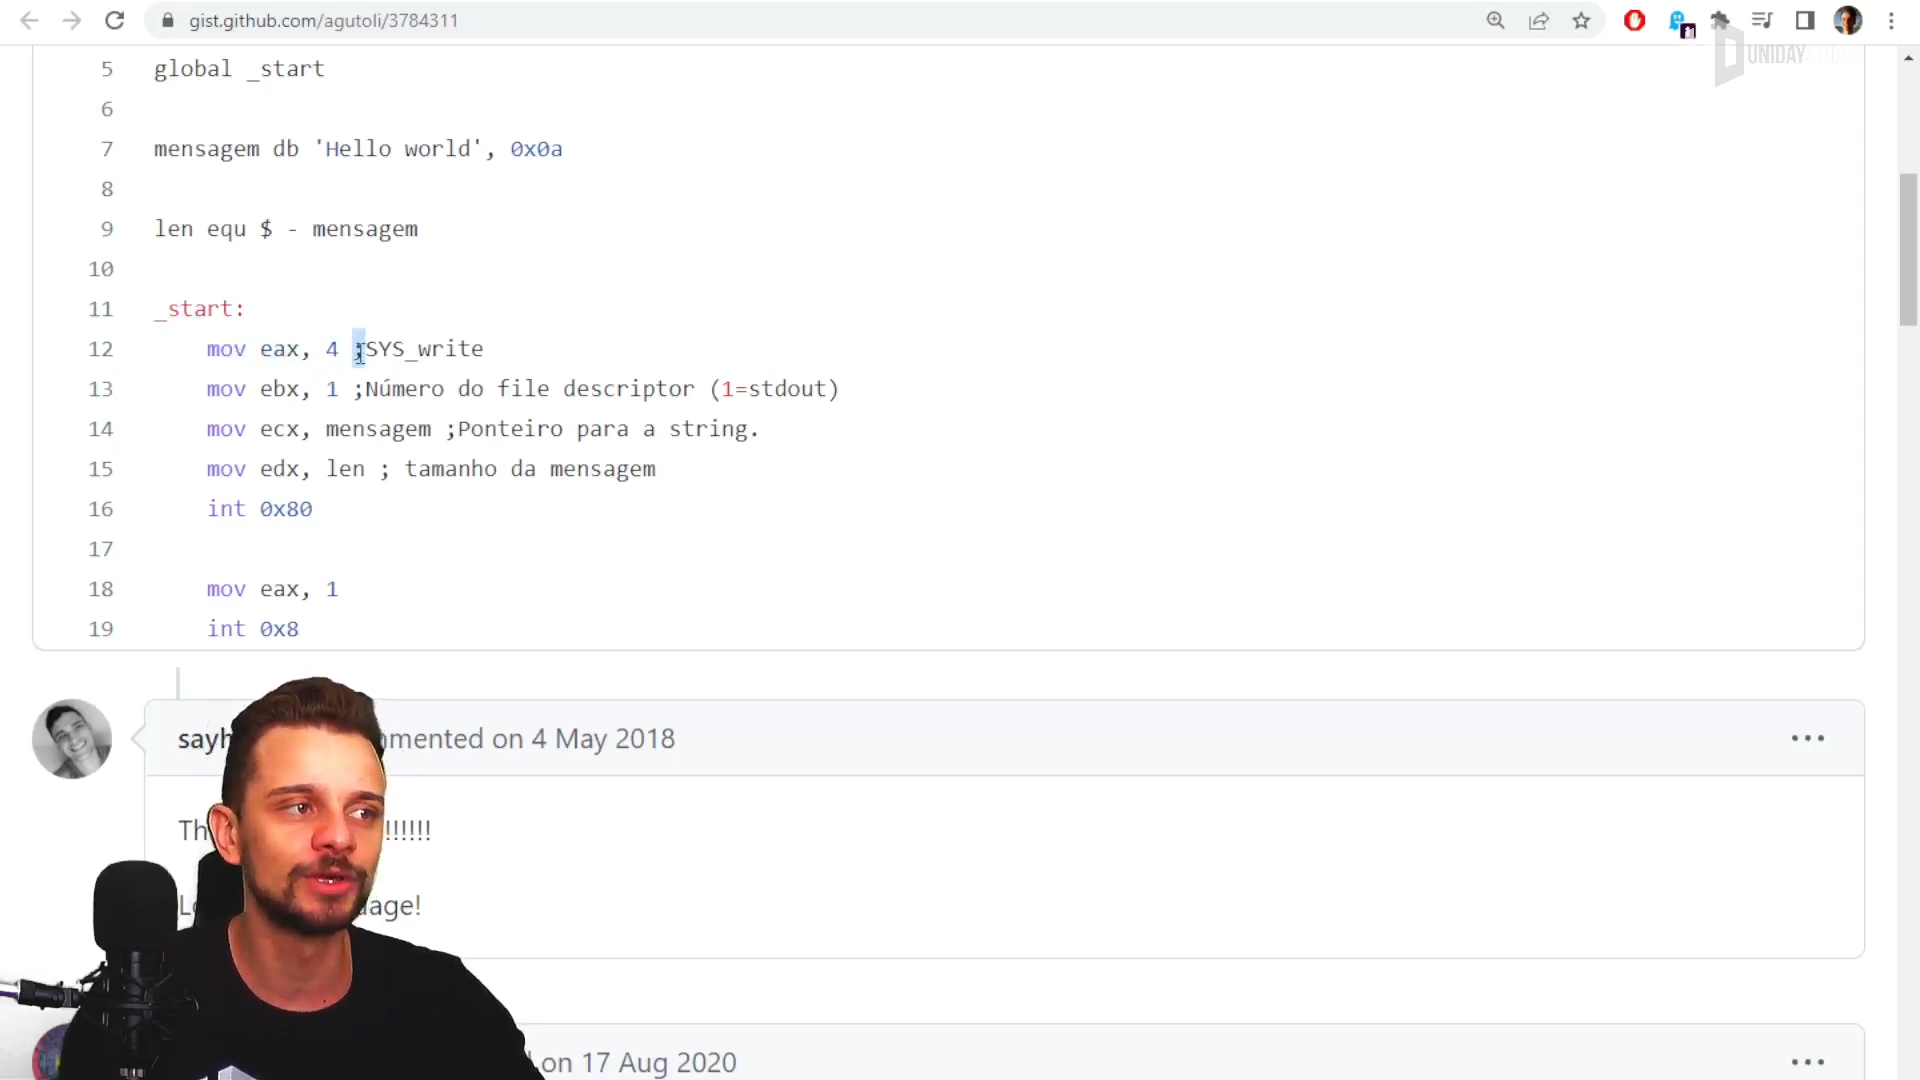 gist.github.com/agutoli/3784311
UNIDAY
5 global _start
6
7 mensagem db 'Hello world', 0x0a
8
9 len equ $ - mensagem
10
11 _start:
12 mov eax, 4 ;SYS_write
13 mov ebx, 1 ;Número do file descriptor (1=stdout)
14 mov ecx, mensagem ;Ponteiro para a string.
15 mov edx, len ; tamanho da mensagem
16 int 0x80
17
18 mov eax, 1
19 int 0x8
on 4 May 2018
!!!!!!
on 17 Aug 2020